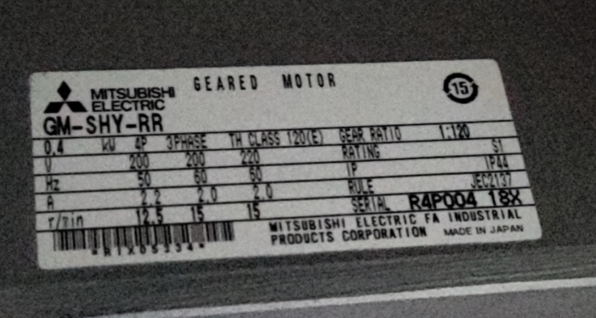 MITSUBISHI ELECTRIC GEARED MOTOR 15
GM-SHY-RR
0.4 kW 4P 3PHASE TH CLASS 120(E) GEAR RATIO 1:120
V 200 200 220 RATING S1
Hz 50 60 60 IP IP44
A 2.2 2.0 2.0 RULE JEC2137
r/min 12.5 15 15 SERIAL R4P004 18X
MITSUBISHI ELECTRIC FA INDUSTRIAL
PRODUCTS CORPORATION MADE IN JAPAN